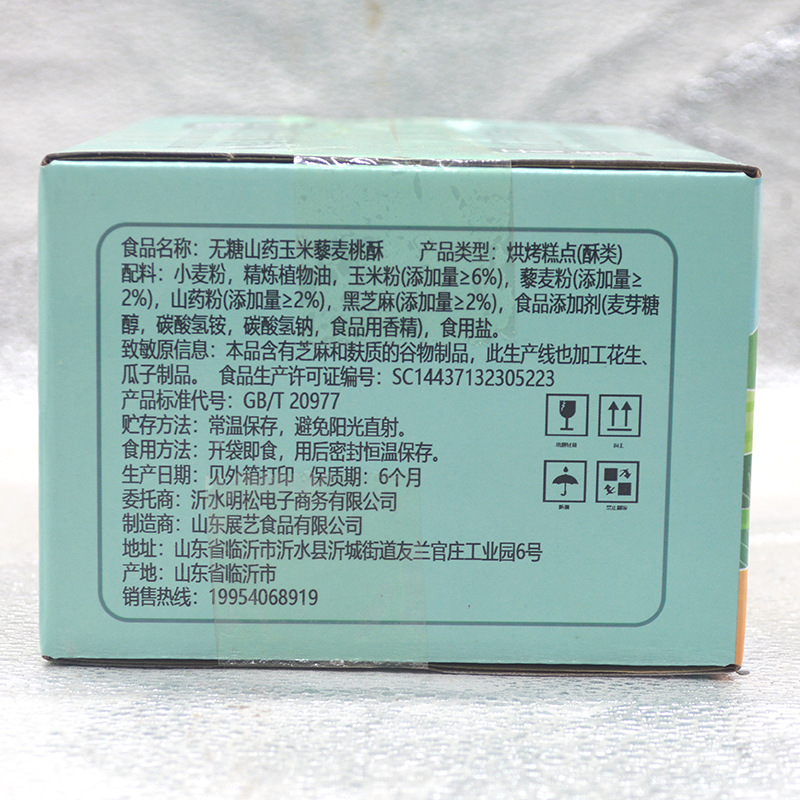 食品名称：无糖山药玉米藜麦桃酥 产品类型：烘烤糕点(酥类)
配料：小麦粉，精炼植物油，玉米粉(添加量≥6%)，藜麦粉(添加量≥
2%)，山药粉(添加量≥2%)，黑芝麻(添加量≥2%)，食品添加剂(麦芽糖
醇，碳酸氢铵，碳酸氢钠，食品用香精)，食用盐。
致敏原信息：本品含有芝麻和麸质的谷物制品，此生产线也加工花生、
瓜子制品。 食品生产许可证编号：SC14437132305223
产品标准代号：GB/T 20977
贮存方法：常温保存，避免阳光直射。
食用方法：开袋即食，用后密封恒温保存。
生产日期：见外箱打印 保质期：6个月
委托商：沂水明松电子商务有限公司
制造商：山东展艺食品有限公司
地址：山东省临沂市沂水县沂城街道友兰官庄工业园6号
产地：山东省临沂市
销售热线：19954068919